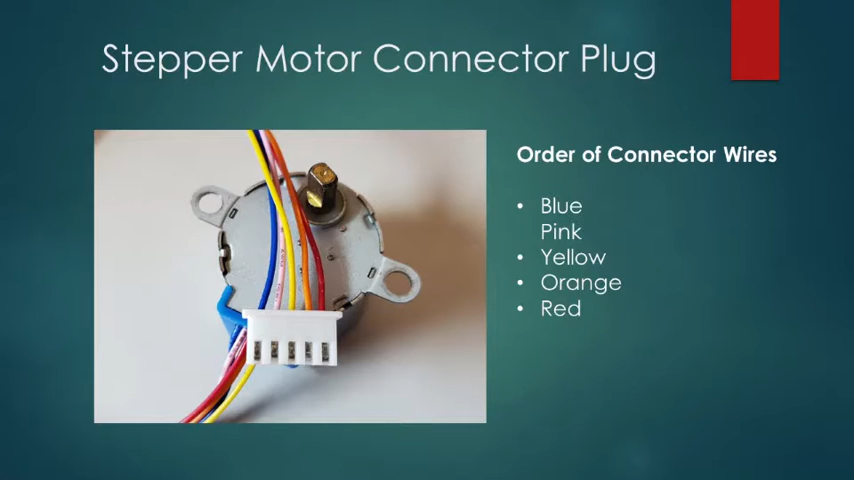 Stepper Motor Connector Plug
Order of Connector Wires
• Blue
Pink
• Yellow
• Orange
• Red